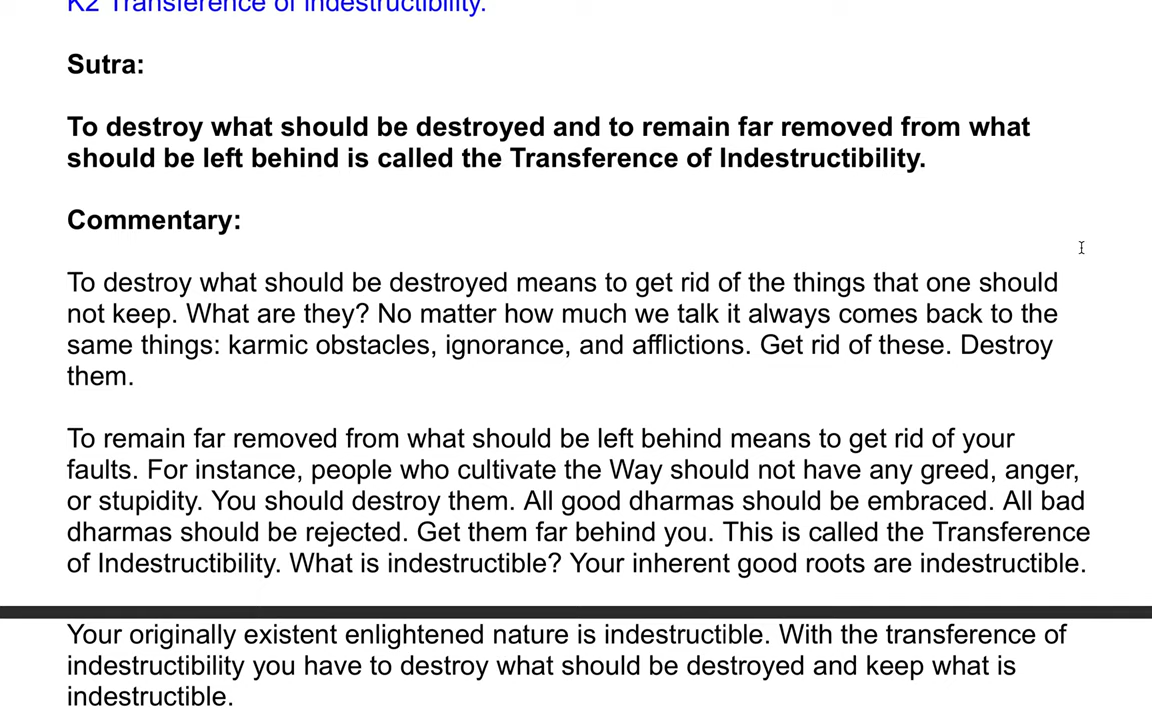 K2 Transference of Indestructibility.
Sutra:
To destroy what should be destroyed and to remain far removed from what
should be left behind is called the Transference of Indestructibility.
Commentary:
To destroy what should be destroyed means to get rid of the things that one should
not keep. What are they? No matter how much we talk it always comes back to the
same things: karmic obstacles, ignorance, and afflictions. Get rid of these. Destroy
them.
To remain far removed from what should be left behind means to get rid of your
faults. For instance, people who cultivate the Way should not have any greed, anger,
or stupidity. You should destroy them. All good dharmas should be embraced. All bad
dharmas should be rejected. Get them far behind you. This is called the Transference
of Indestructibility. What is indestructible? Your inherent good roots are indestructible.
Your originally existent enlightened nature is indestructible. With the transference of
indestructibility you have to destroy what should be destroyed and keep what is
indestructible.